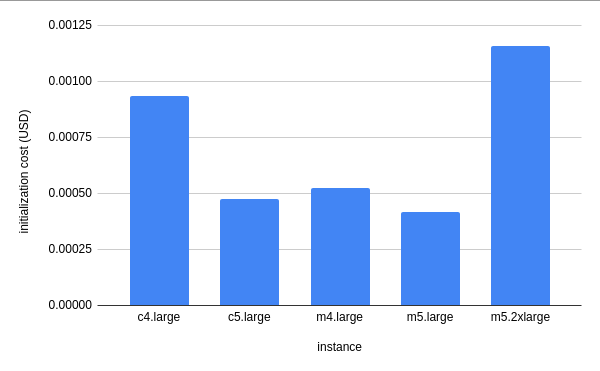 0.00125
0.00100
0.00075
0.00050
0.00025
0.00000
initialization cost (USD)
c4.large c5.large m4.large m5.large m5.2xlarge
instance